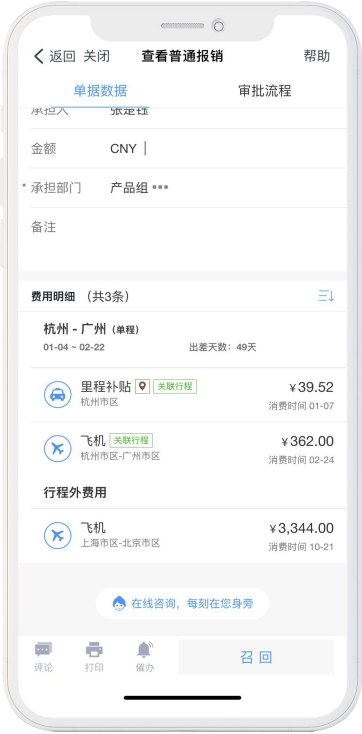 返回 关闭 查看普通报销 帮助
单据数据 审批流程
承担人
金额 CNY
* 承担部门 产品组
备注
费用明细 （共3条）
杭州 - 广州 (单程)
01-04 ~ 02-22 出差天数：49天
里程补贴 关联行程 ￥39.52
杭州市区 消费时间 01-07
飞机 关联行程 ￥362.00
杭州市区-广州市区 消费时间 02-24
行程外费用
飞机 ￥3,344.00
上海市区-北京市区 消费时间 10-21
在线咨询，每刻在您身旁
评论 打印 催办 召回